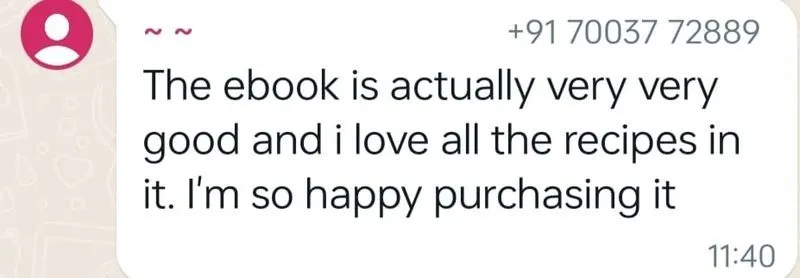 ~ ~ +91 70037 72889
The ebook is actually very very
good and i love all the recipes in
it. I'm so happy purchasing it
11:40